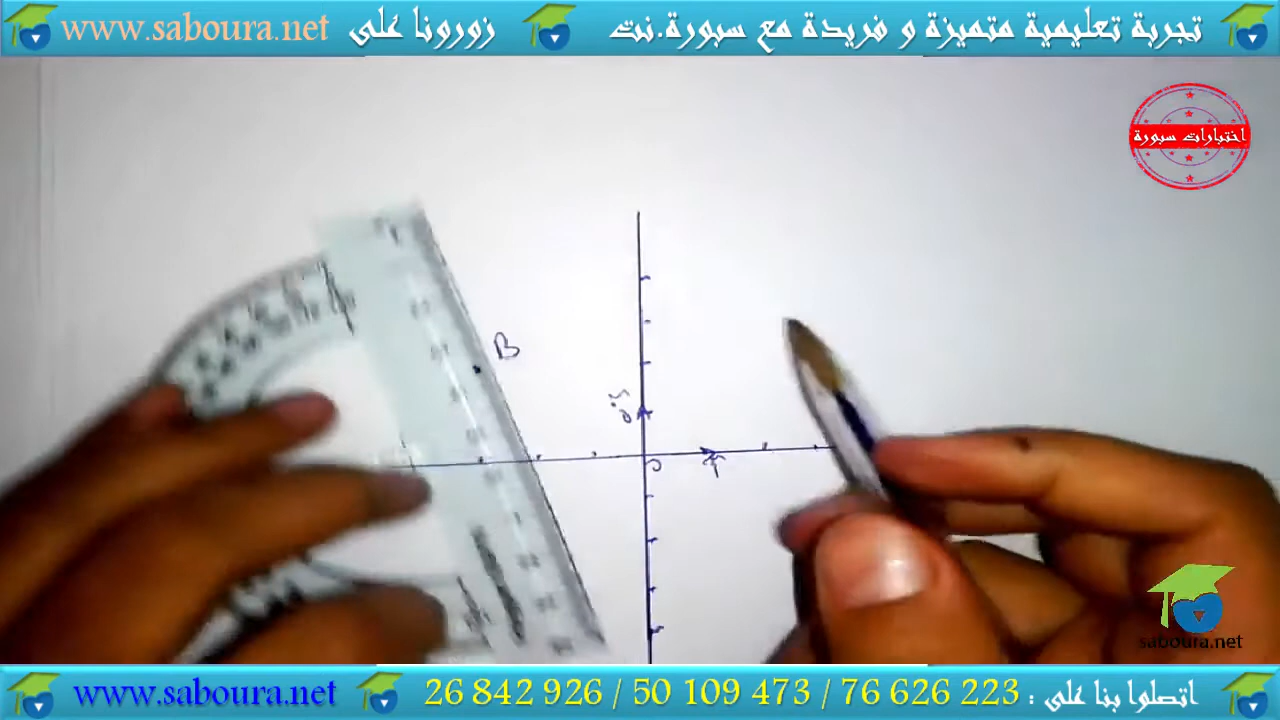 تجربة تعليمية متميزة و فريدة مع سبورة.نت زورونا على www.saboura.net
اختبارات سبورة
B
O
saboura.net
اتصلوا بنا على : 26 842 926 / 50 109 473 / 76 626 223 www.saboura.net